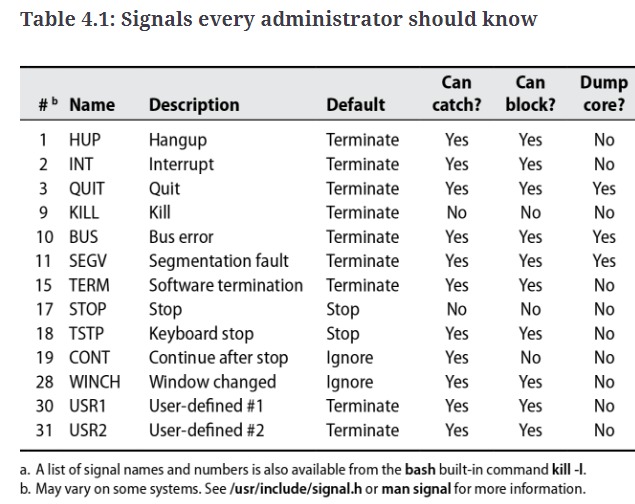 Table 4.1: Signals every administrator should know
Can Can Dump
# b Name Description Default catch? block? core?
1 HUP Hangup Terminate Yes Yes No
2 INT Interrupt Terminate Yes Yes No
3 QUIT Quit Terminate Yes Yes Yes
9 KILL Kill Terminate No No No
10 BUS Bus error Terminate Yes Yes Yes
11 SEGV Segmentation fault Terminate Yes Yes Yes
15 TERM Software termination Terminate Yes Yes No
17 STOP Stop Stop No No No
18 TSTP Keyboard stop Stop Yes Yes No
19 CONT Continue after stop Ignore Yes No No
28 WINCH Window changed Ignore Yes Yes No
30 USR1 User-defined #1 Terminate Yes Yes No
31 USR2 User-defined #2 Terminate Yes Yes No
a. A list of signal names and numbers is also available from the bash built-in command kill -l.
b. May vary on some systems. See /usr/include/signal.h or man signal for more information.